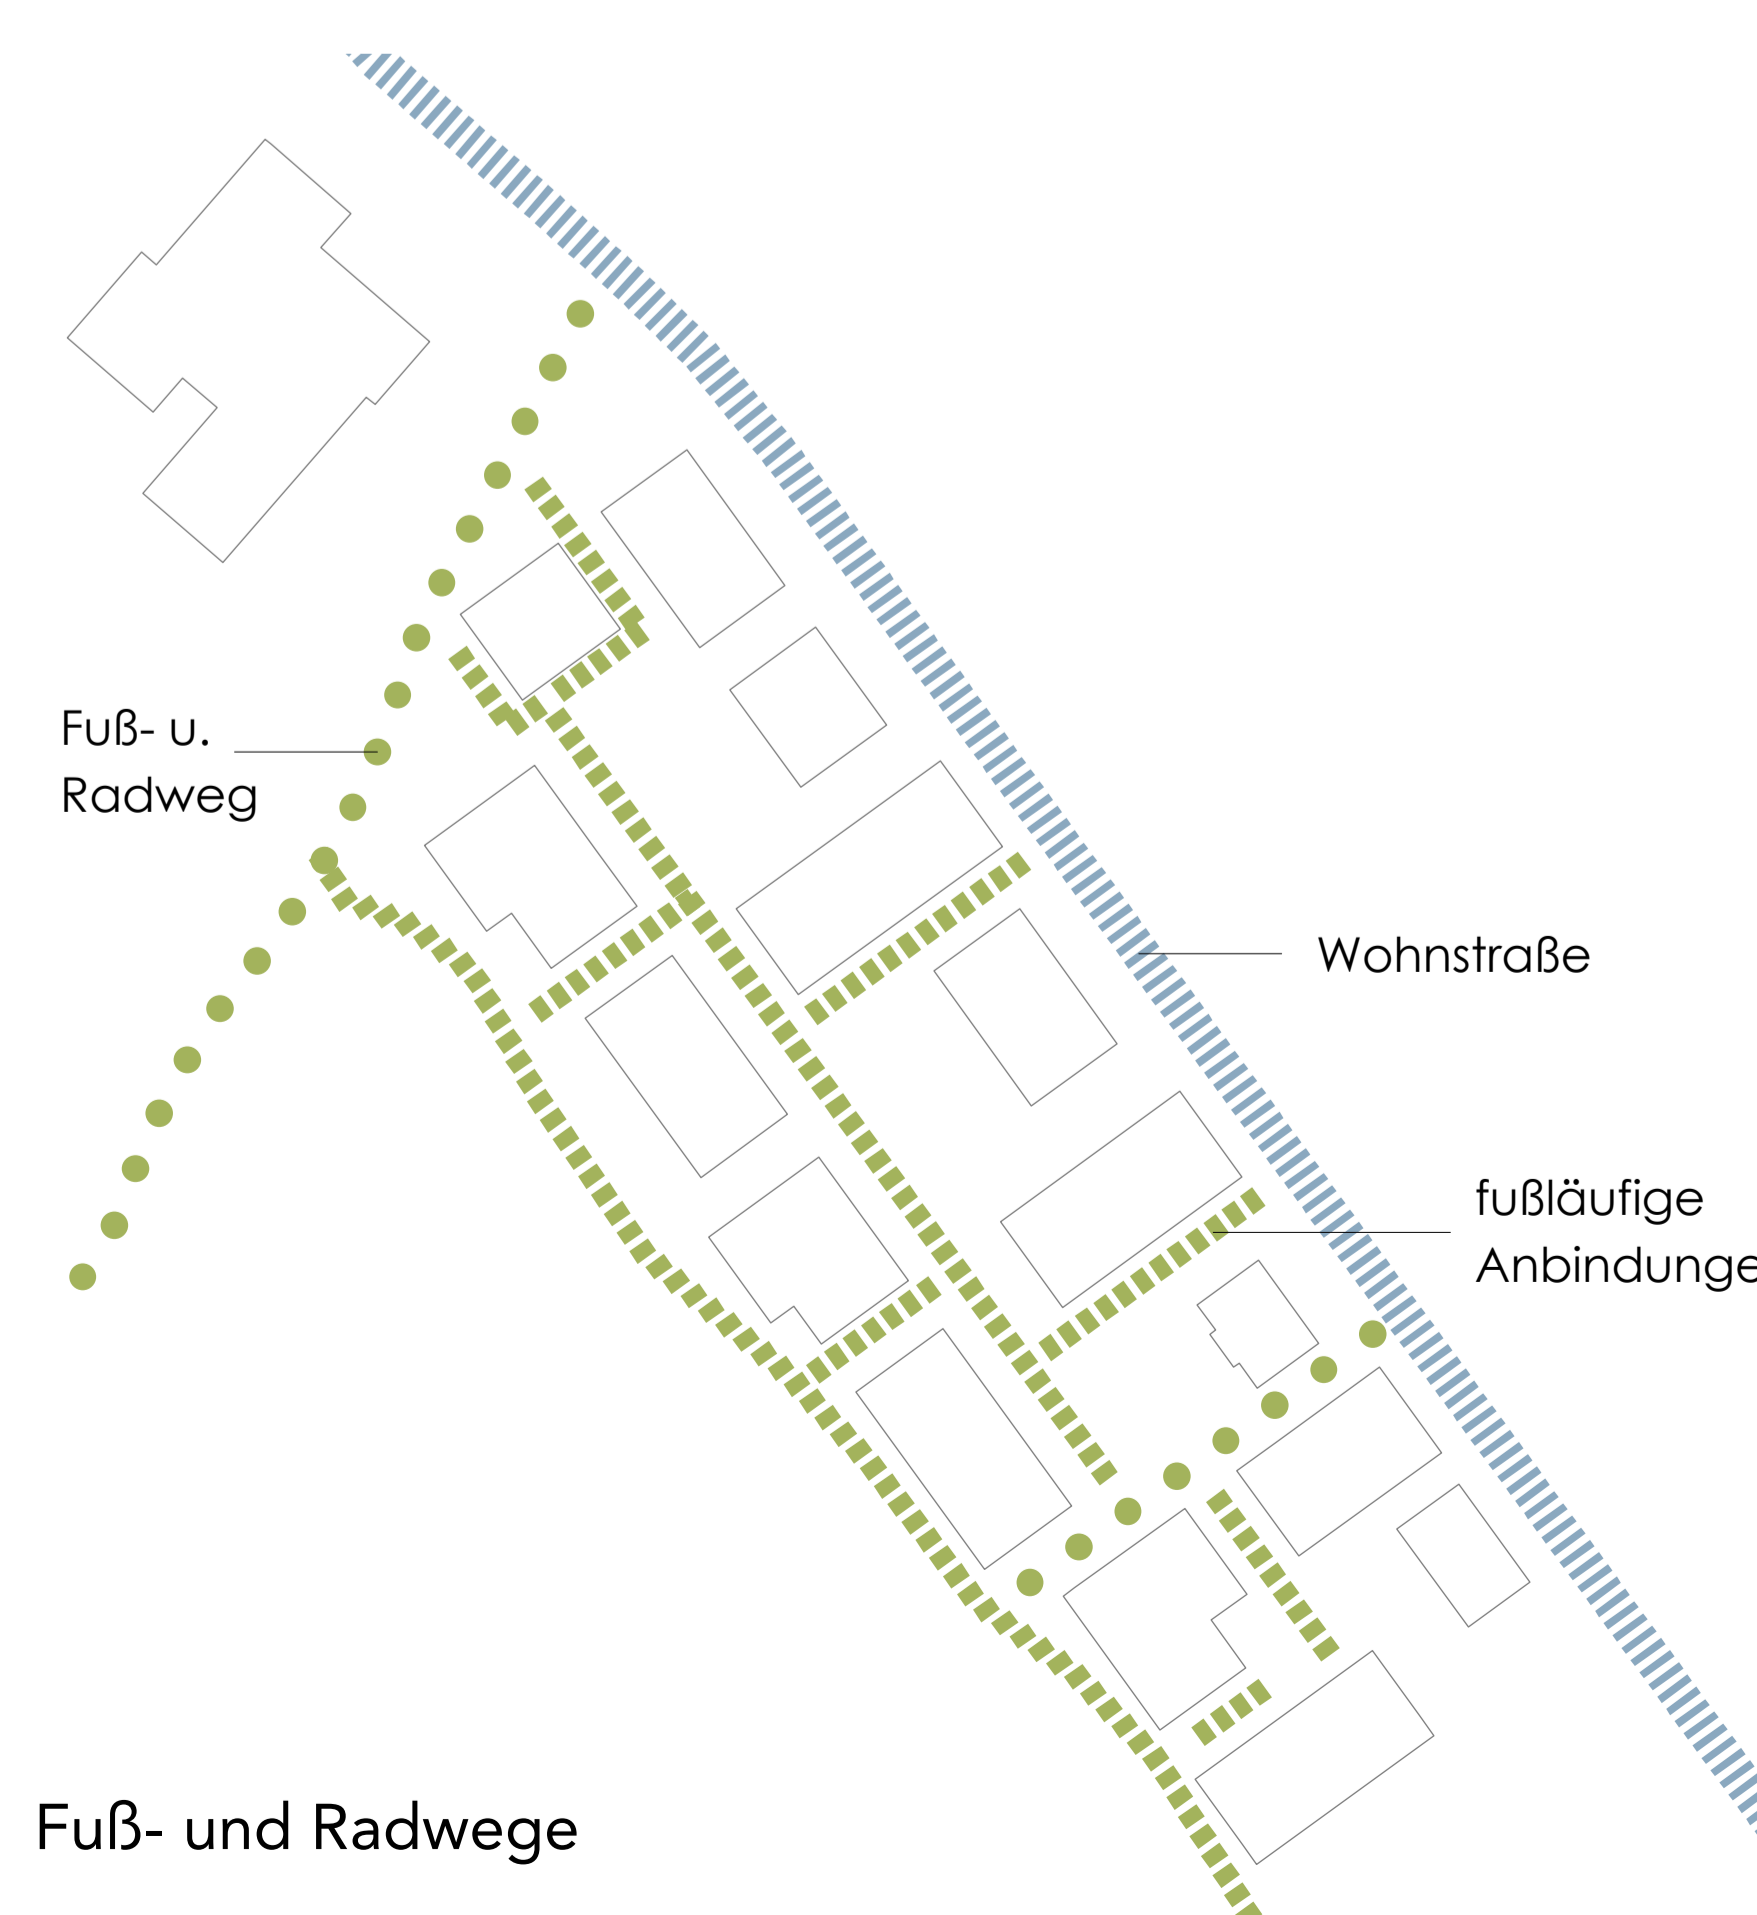 Fuß- u.
Radweg
Wohnstraße
fußläufige
Anbindunge
Fuß- und Radwege